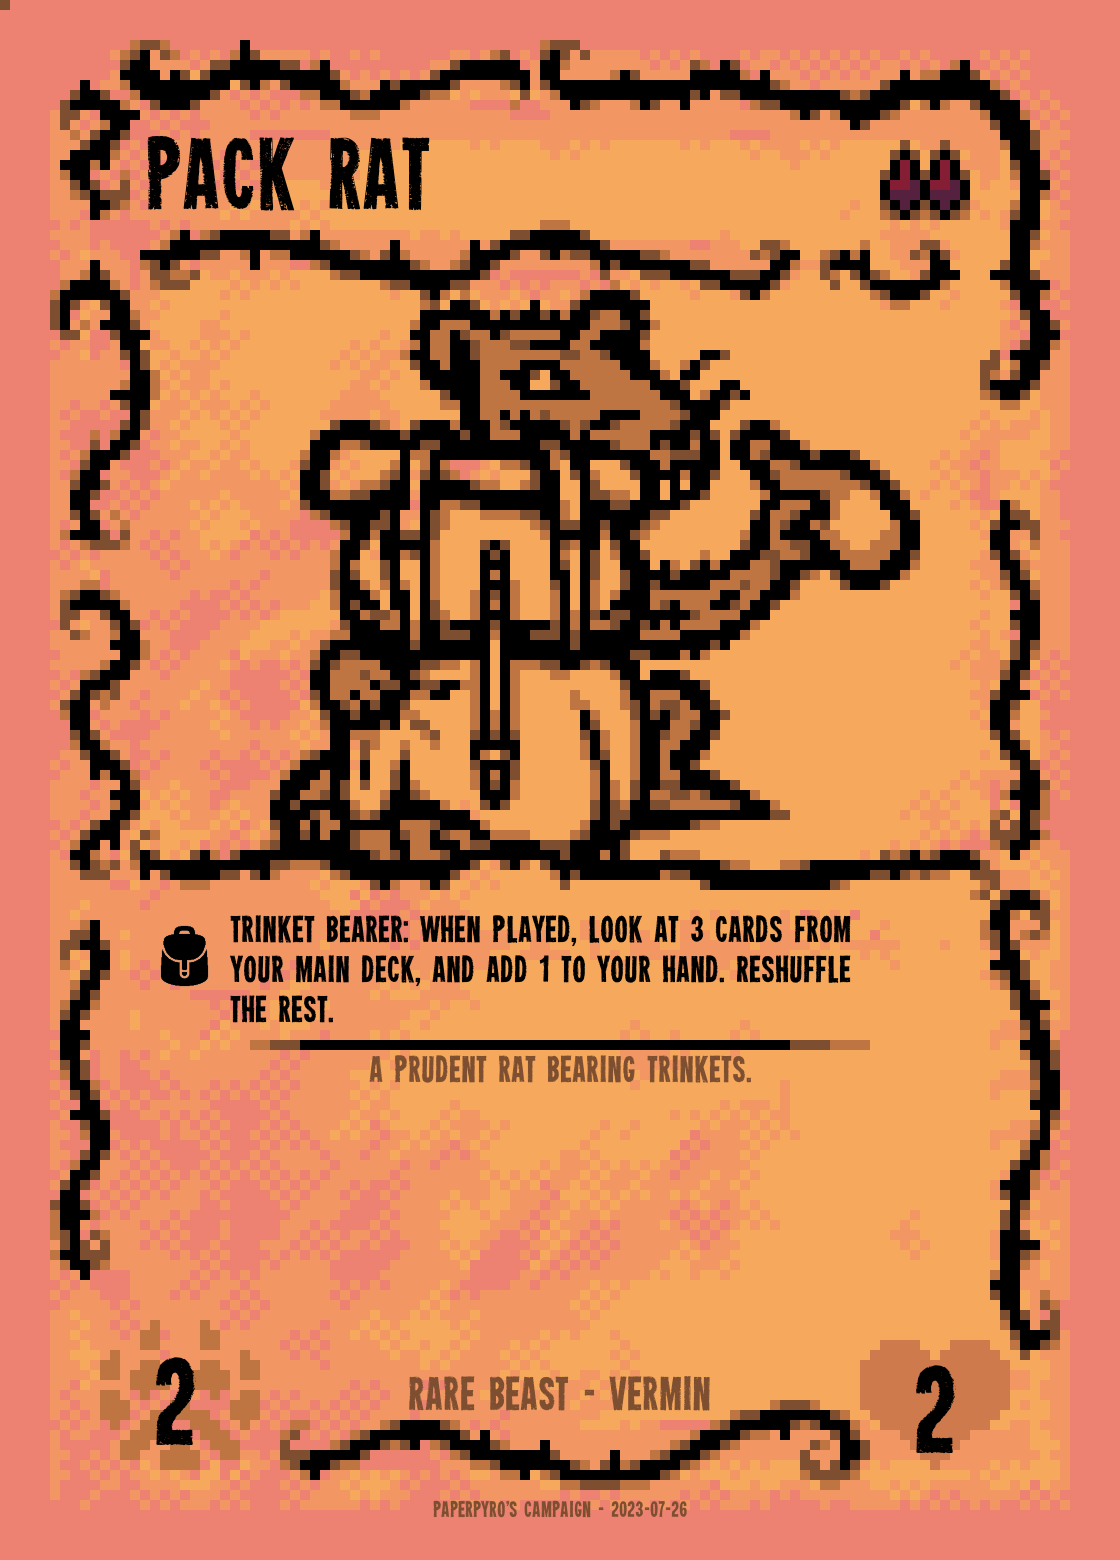 PACK RAT
TRINKET BEARER: WHEN PLAYED, LOOK AT 3 CARDS FROM
YOUR MAIN DECK, AND ADD 1 TO YOUR HAND. RESHUFFLE
THE REST.
A PRUDENT RAT BEARING TRINKETS.
2
RARE BEAST - VERMIN
2
PAPERPYRO'S CAMPAIGN - 2023-07-26